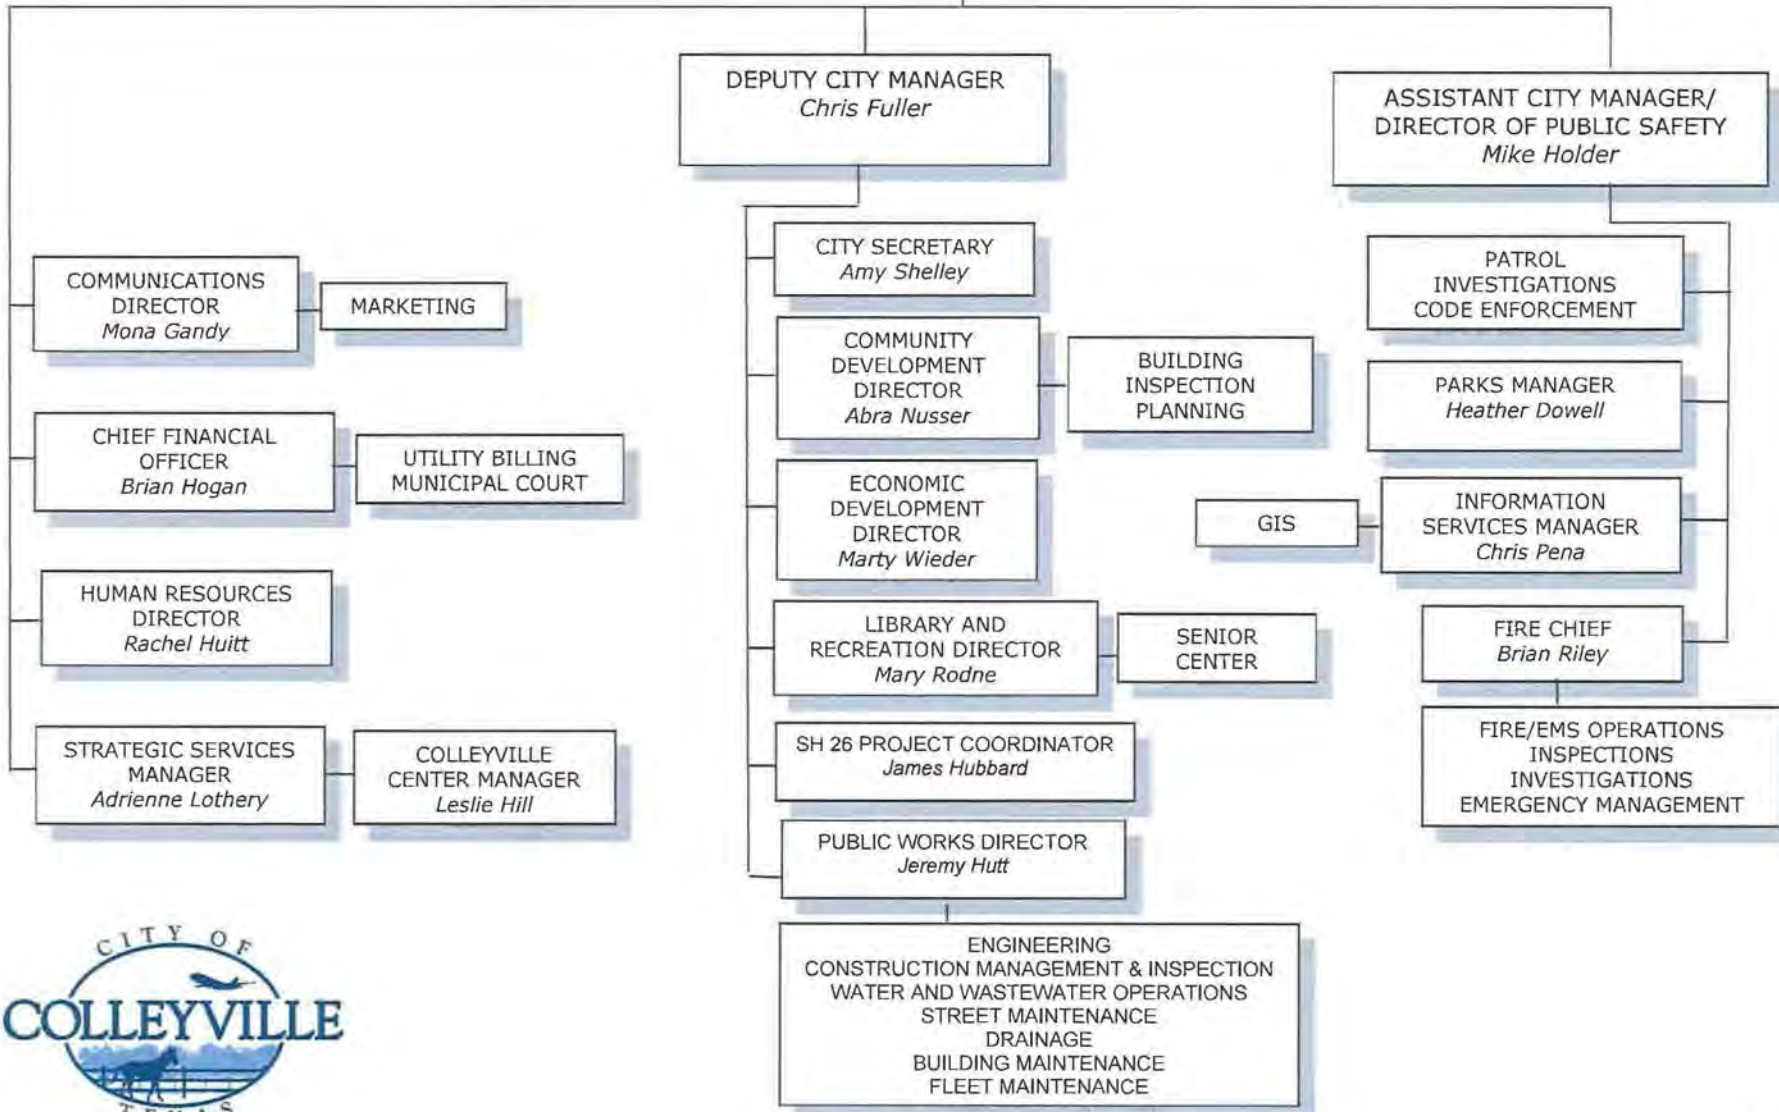 DEPUTY CITY MANAGER
Chris Fuller
ASSISTANT CITY MANAGER/
DIRECTOR OF PUBLIC SAFETY
Mike Holder
COMMUNICATIONS
DIRECTOR
Mona Gandy
MARKETING
CHIEF FINANCIAL
OFFICER
Brian Hogan
UTILITY BILLING
MUNICIPAL COURT
HUMAN RESOURCES
DIRECTOR
Rachel Huitt
STRATEGIC SERVICES
MANAGER
Adrienne Lothery
COLLEYVILLE
CENTER MANAGER
Leslie Hill
CITY SECRETARY
Amy Shelley
COMMUNITY
DEVELOPMENT
DIRECTOR
Abra Nusser
BUILDING
INSPECTION
PLANNING
ECONOMIC
DEVELOPMENT
DIRECTOR
Marty Wieder
LIBRARY AND
RECREATION DIRECTOR
Mary Rodne
SENIOR
CENTER
SH 26 PROJECT COORDINATOR
James Hubbard
PUBLIC WORKS DIRECTOR
Jeremy Hutt
ENGINEERING
CONSTRUCTION MANAGEMENT & INSPECTION
WATER AND WASTEWATER OPERATIONS
STREET MAINTENANCE
DRAINAGE
BUILDING MAINTENANCE
FLEET MAINTENANCE
PATROL
INVESTIGATIONS
CODE ENFORCEMENT
PARKS MANAGER
Heather Dowell
GIS
INFORMATION
SERVICES MANAGER
Chris Pena
FIRE CHIEF
Brian Riley
FIRE/EMS OPERATIONS
INSPECTIONS
INVESTIGATIONS
EMERGENCY MANAGEMENT
CITY OF
COLLEYVILLE
TEXAS